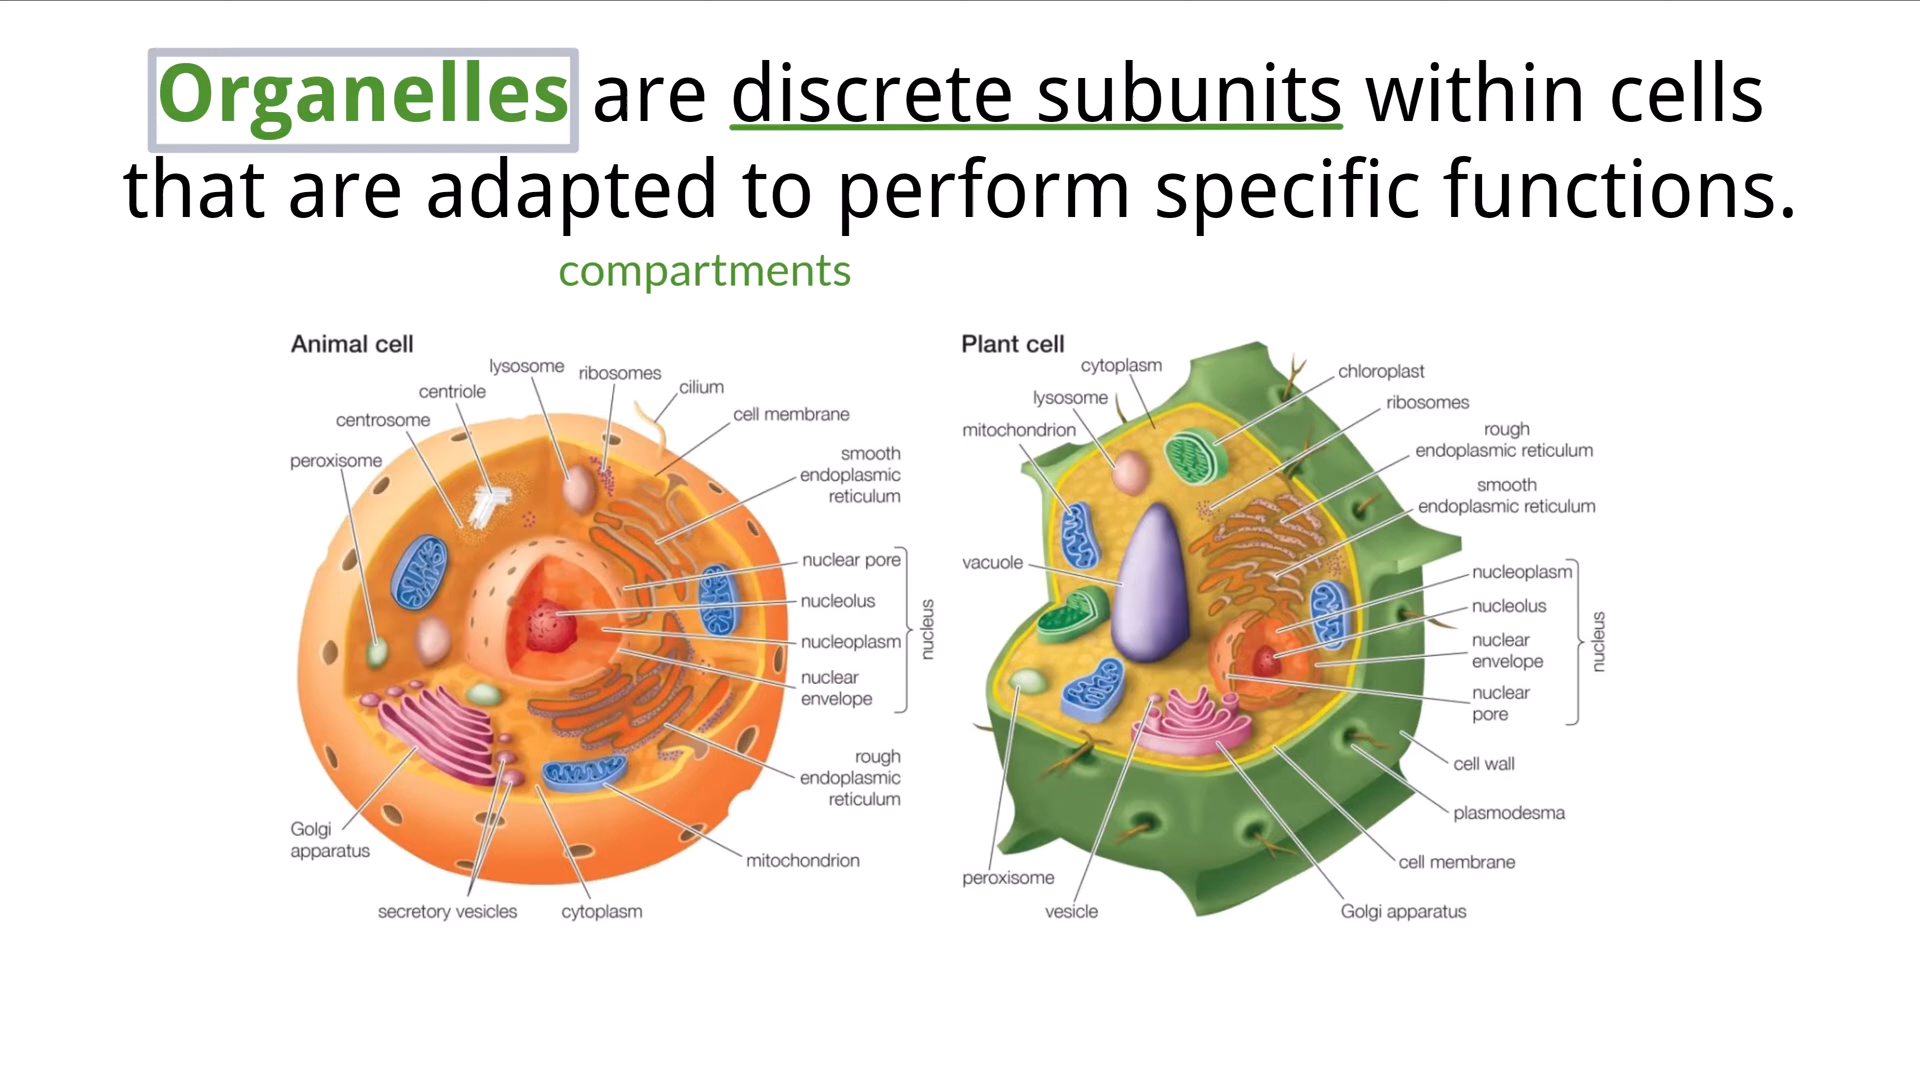 Organelles are discrete subunits within cells
that are adapted to perform specific functions.
compartments
Animal cell
lysosome
ribosomes
cilium
centriole
cell membrane
centrosome
peroxisome
smooth
endoplasmic
reticulum
nuclear pore
nucleolus
nucleoplasm
nuclear
envelope
nucleus
rough
endoplasmic
reticulum
Golgi
apparatus
mitochondrion
secretory vesicles
cytoplasm
Plant cell
cytoplasm
chloroplast
lysosome
ribosomes
mitochondrion
rough
endoplasmic reticulum
smooth
endoplasmic reticulum
vacuole
nucleoplasm
nucleolus
nuclear
envelope
nuclear
pore
nucleus
cell wall
plasmodesma
cell membrane
peroxisome
vesicle
Golgi apparatus